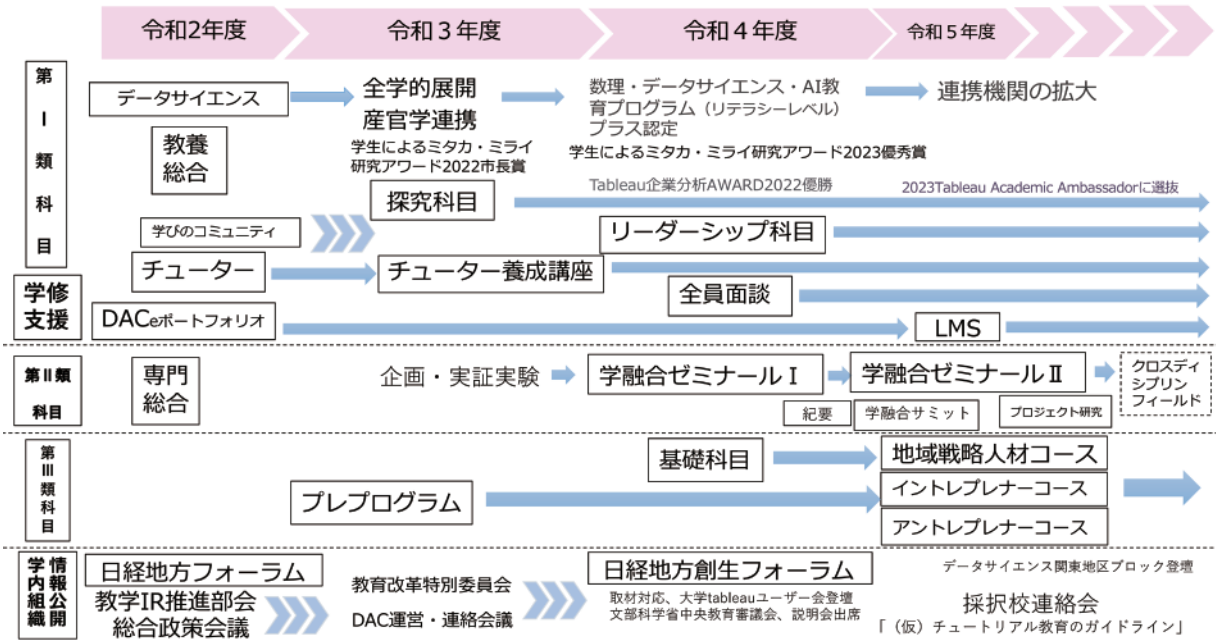 令和2年度
令和３年度
令和４年度
令和５年度
第Ⅰ類科目
データサイエンス
教養
総合
全学的展開
産官学連携
学生によるミタカ・ミライ
研究アワード2022市長賞
数理・データサイエンス・AI教
育プログラム（リテラシーレベル）
プラス認定
学生によるミタカ・ミライ研究アワード2023優秀賞
連携機関の拡大
探究科目
Tableau企業分析AWARD2022優勝
2023Tableau Academic Ambassadorに選抜
学びのコミュニティ
リーダーシップ科目
学修
支援
チューター
チューター養成講座
全員面談
DACeポートフォリオ
LMS
第Ⅱ類
科目
専門
総合
企画・実証実験
学融合ゼミナールⅠ
学融合ゼミナールⅡ
クロスディ
シプリン
フィールド
紀要
学融合サミット
プロジェクト研究
第Ⅲ類科目
プレプログラム
基礎科目
地域戦略人材コース
イントレプレナーコース
アントレプレナーコース
情報公開
学内組織
日経地方フォーラム
教学IR推進部会
総合政策会議
教育改革特別委員会
DAC運営・連絡会議
日経地方創生フォーラム
取材対応、大学tableauユーザー会登壇
文部科学省中央教育審議会、説明会出席
データサイエンス関東地区ブロック登壇
採択校連絡会
「（仮）チュートリアル教育のガイドライン」